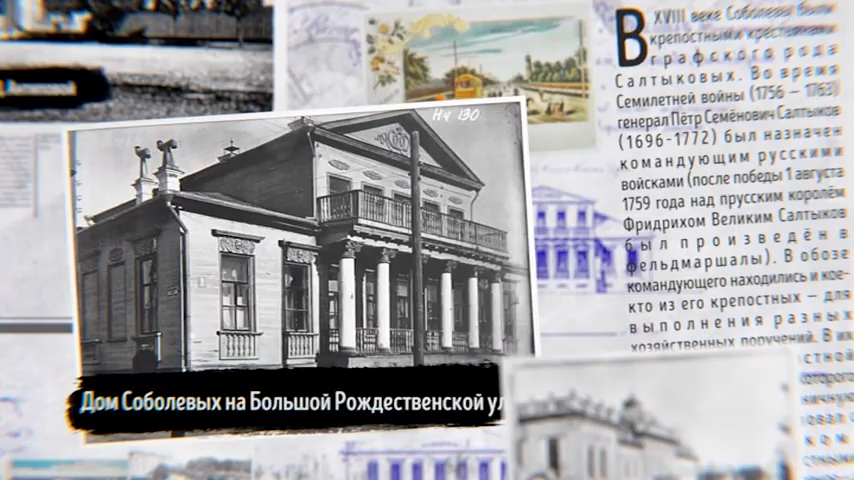 Нч 130
Дом Соболевых на Большой Рождественской ул
В XVIII веке Соболевы были
крепостными крестьянами
графского рода
Салтыковых. Во время
Семилетней войны (1756 – 1763)
генерал Пётр Семёнович Салтыков
(1696-1772) был назначен
командующим русскими
войсками (после победы 1 августа
1759 года над прусским королём
Фридрихом Великим Салтыков
был произведён в
фельдмаршалы). В обозе
командующего находились и кое-
кто из его крепостных – для
выполнения разных
хозяйственных поручений. В их